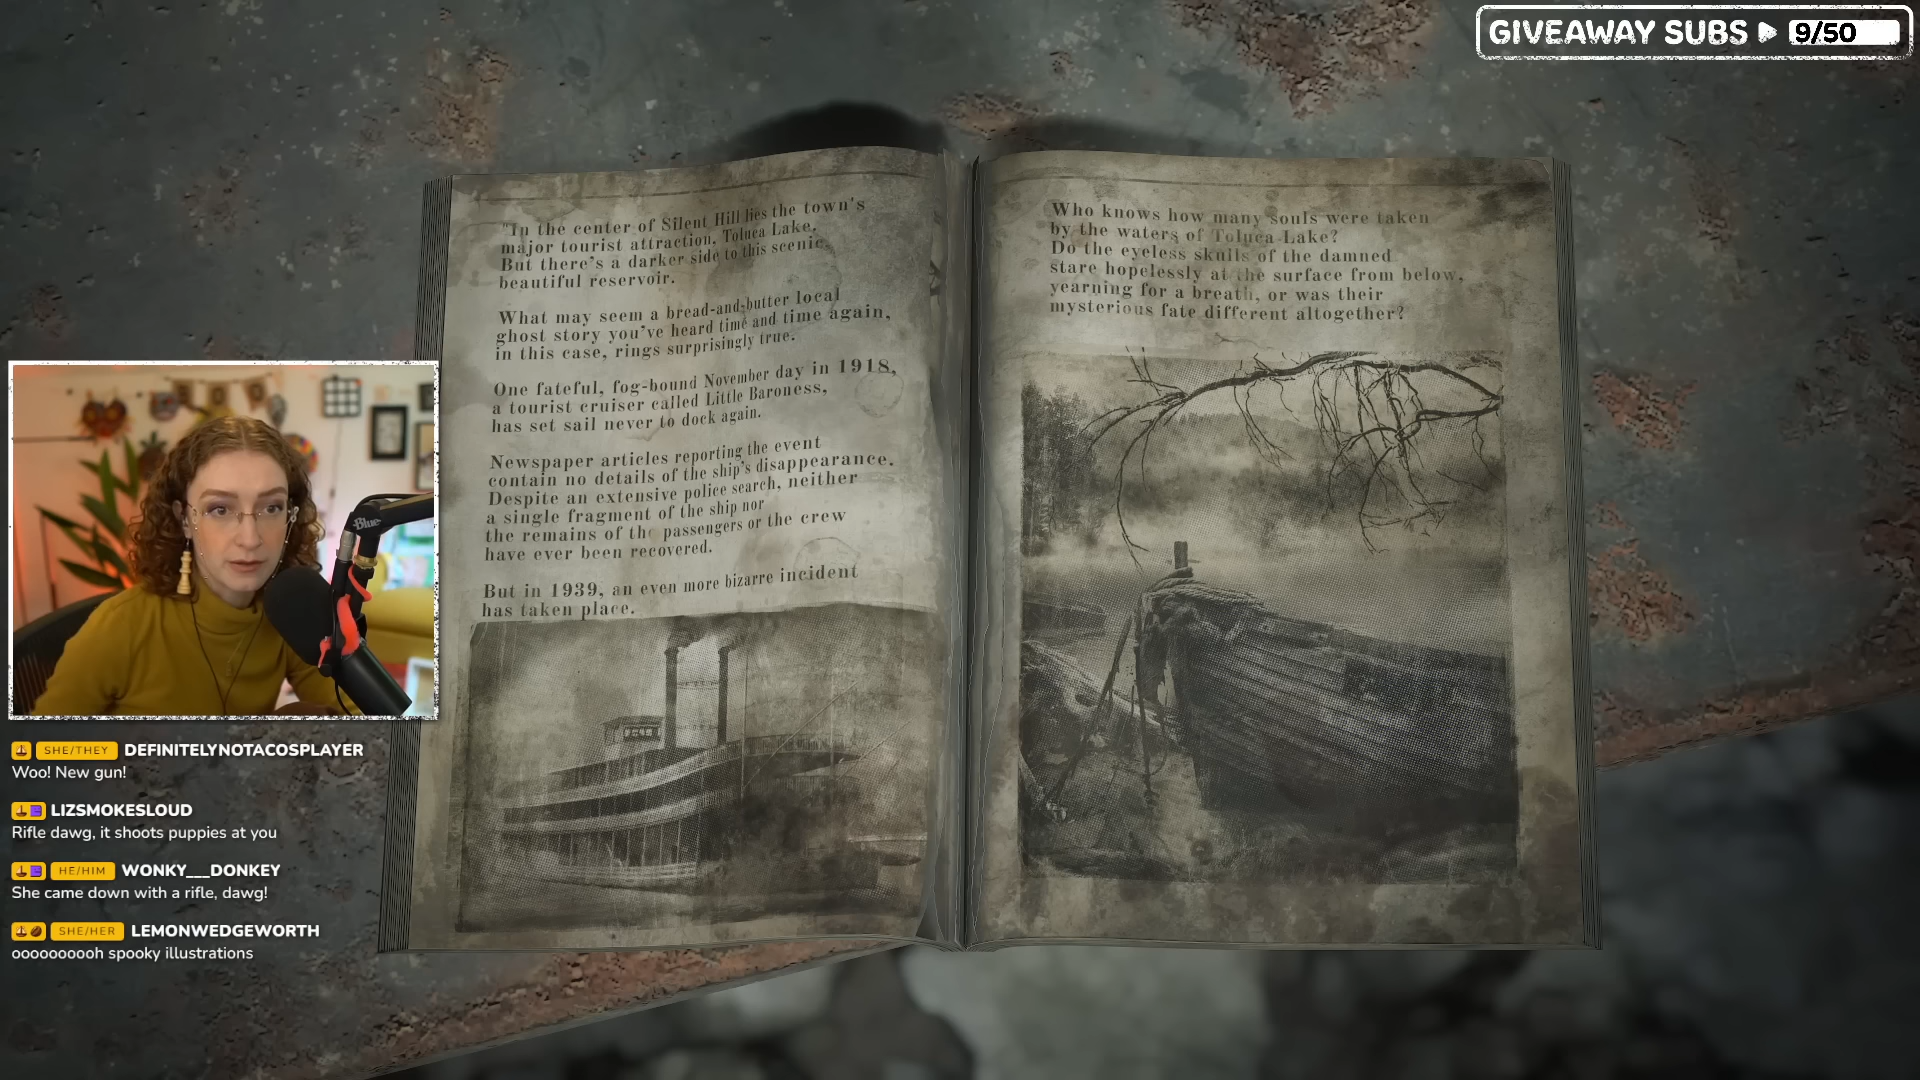 GIVEAWAY SUBS 9/50
"In the center of Silent Hill lies the town's
major tourist attraction, Toluca Lake.
But there's a darker side to this scenic,
beautiful reservoir.
What may seem a bread-and-butter local
ghost story you've heard time and time again,
in this case, rings surprisingly true.
One fateful, fog-bound November day in 1918,
a tourist cruiser called Little Baroness,
has set sail never to dock again.
Newspaper articles reporting the event
contain no details of the ship's disappearance.
Despite an extensive police search, neither
a single fragment of the ship nor
the remains of the passengers or the crew
have ever been recovered.
But in 1939, an even more bizarre incident
has taken place.
Who knows how many souls were taken
by the waters of Toluca Lake?
Do the eyeless skulls of the damned
stare hopelessly at the surface from below,
yearning for a breath, or was their
mysterious fate different altogether?
Blue
SHE/THEY DEFINITELYNOTACOSPLAYER
Woo! New gun!
LIZSMOKESLOUD
Rifle dawg, it shoots puppies at you
HE/HIM WONKY___DONKEY
She came down with a rifle, dawg!
SHE/HER LEMONWEDGEWORTH
oooooooooh spooky illustrations